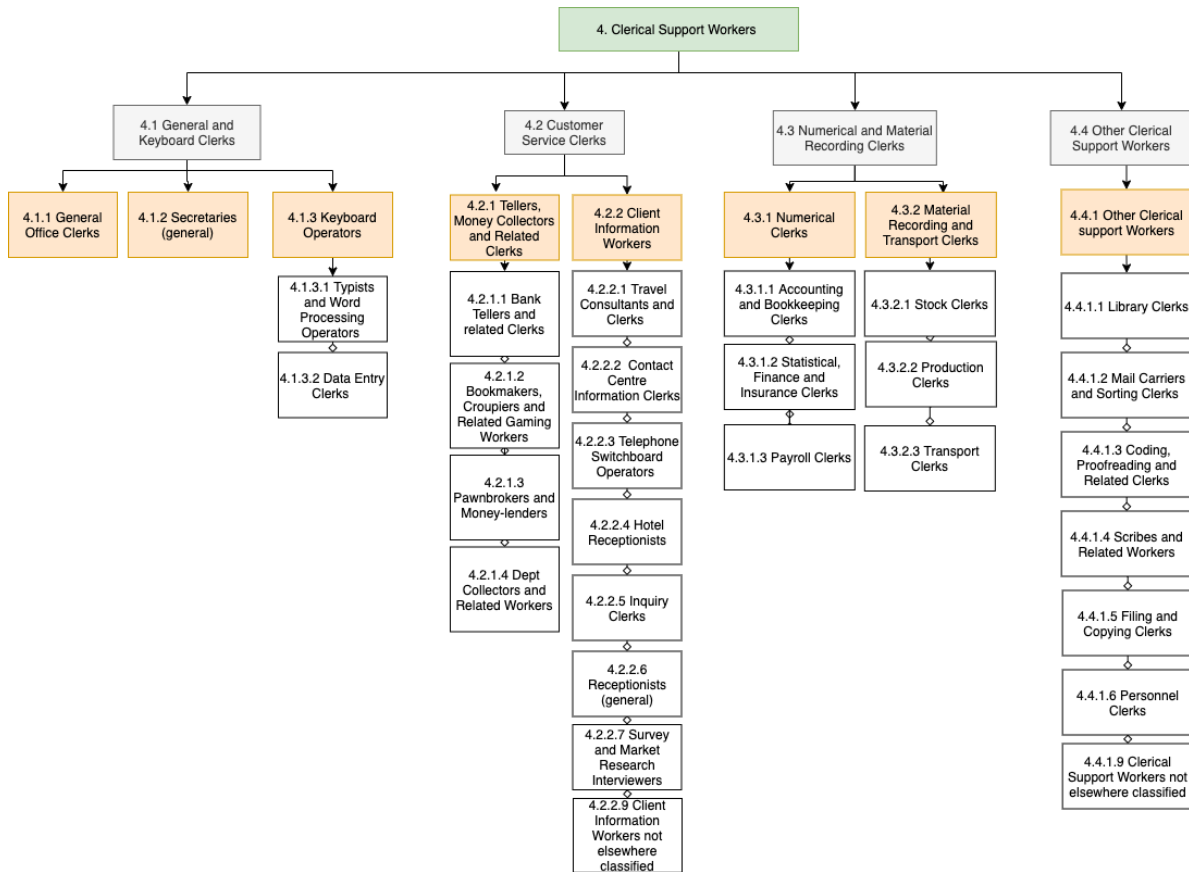 4. Clerical Support Workers
4.1 General and
Keyboard Clerks
4.2 Customer
Service Clerks
4.3 Numerical and Material
Recording Clerks
4.4 Other Clerical
Support Workers
4.1.1 General
Office Clerks
4.1.2 Secretaries
(general)
4.1.3 Keyboard
Operators
4.2.1 Tellers,
Money Collectors
and Related
Clerks
4.2.2 Client
Information
Workers
4.3.1 Numerical
Clerks
4.3.2 Material
Recording and
Transport Clerks
4.4.1 Other Clerical
support Workers
4.1.3.1 Typists
and Word
Processing
Operators
4.1.3.2 Data Entry
Clerks
4.2.1.1 Bank
Tellers and
related Clerks
4.2.1.2
Bookmakers,
Croupiers and
Related Gaming
Workers
4.2.1.3
Pawnbrokers and
Money-lenders
4.2.1.4 Dept
Collectors and
Related Workers
4.2.2.1 Travel
Consultants and
Clerks
4.2.2.2 Contact
Centre
Information Clerks
4.2.2.3 Telephone
Switchboard
Operators
4.2.2.4 Hotel
Receptionists
4.2.2.5 Inquiry
Clerks
4.2.2.6
Receptionists
(general)
4.2.2.7 Survey
and Market
Research
Interviewers
4.2.2.9 Client
Information
Workers not
elsewhere
classified
4.3.1.1 Accounting
and Bookkeeping
Clerks
4.3.1.2 Statistical,
Finance and
Insurance Clerks
4.3.1.3 Payroll Clerks
4.3.2.1 Stock Clerks
4.3.2.2 Production
Clerks
4.3.2.3 Transport
Clerks
4.4.1.1 Library Clerks
4.4.1.2 Mail Carriers
and Sorting Clerks
4.4.1.3 Coding,
Proofreading and
Related Clerks
4.4.1.4 Scribes and
Related Workers
4.4.1.5 Filing and
Copying Clerks
4.4.1.6 Personnel
Clerks
4.4.1.9 Clerical
Support Workers not
elsewhere classified